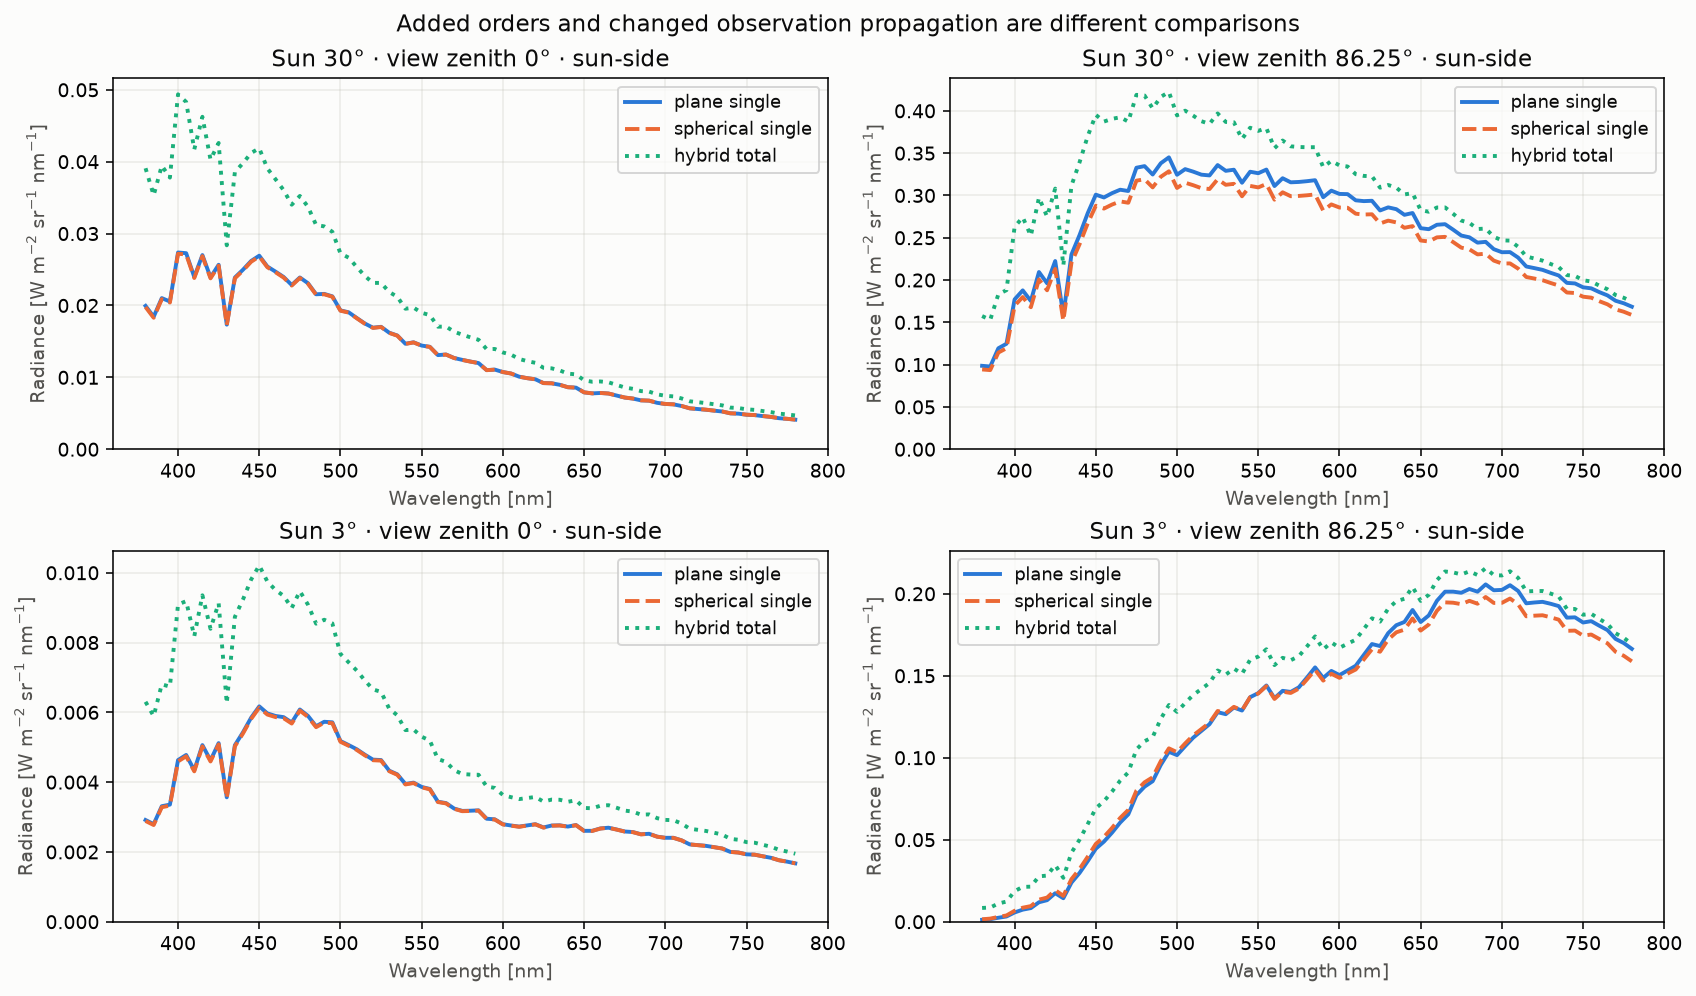 Added orders and changed observation propagation are different comparisons
Sun 30° · view zenith 0° · sun-side
Radiance [W m−2 sr−1 nm−1]
0.05
0.04
0.03
0.02
0.01
0.00
plane single
spherical single
hybrid total
400 450 500 550 600 650 700 750 800
Wavelength [nm]
Sun 30° · view zenith 86.25° · sun-side
Radiance [W m−2 sr−1 nm−1]
0.40
0.35
0.30
0.25
0.20
0.15
0.10
0.05
0.00
plane single
spherical single
hybrid total
400 450 500 550 600 650 700 750 800
Wavelength [nm]
Sun 3° · view zenith 0° · sun-side
Radiance [W m−2 sr−1 nm−1]
0.010
0.008
0.006
0.004
0.002
0.000
plane single
spherical single
hybrid total
400 450 500 550 600 650 700 750 800
Wavelength [nm]
Sun 3° · view zenith 86.25° · sun-side
Radiance [W m−2 sr−1 nm−1]
0.20
0.15
0.10
0.05
0.00
plane single
spherical single
hybrid total
400 450 500 550 600 650 700 750 800
Wavelength [nm]